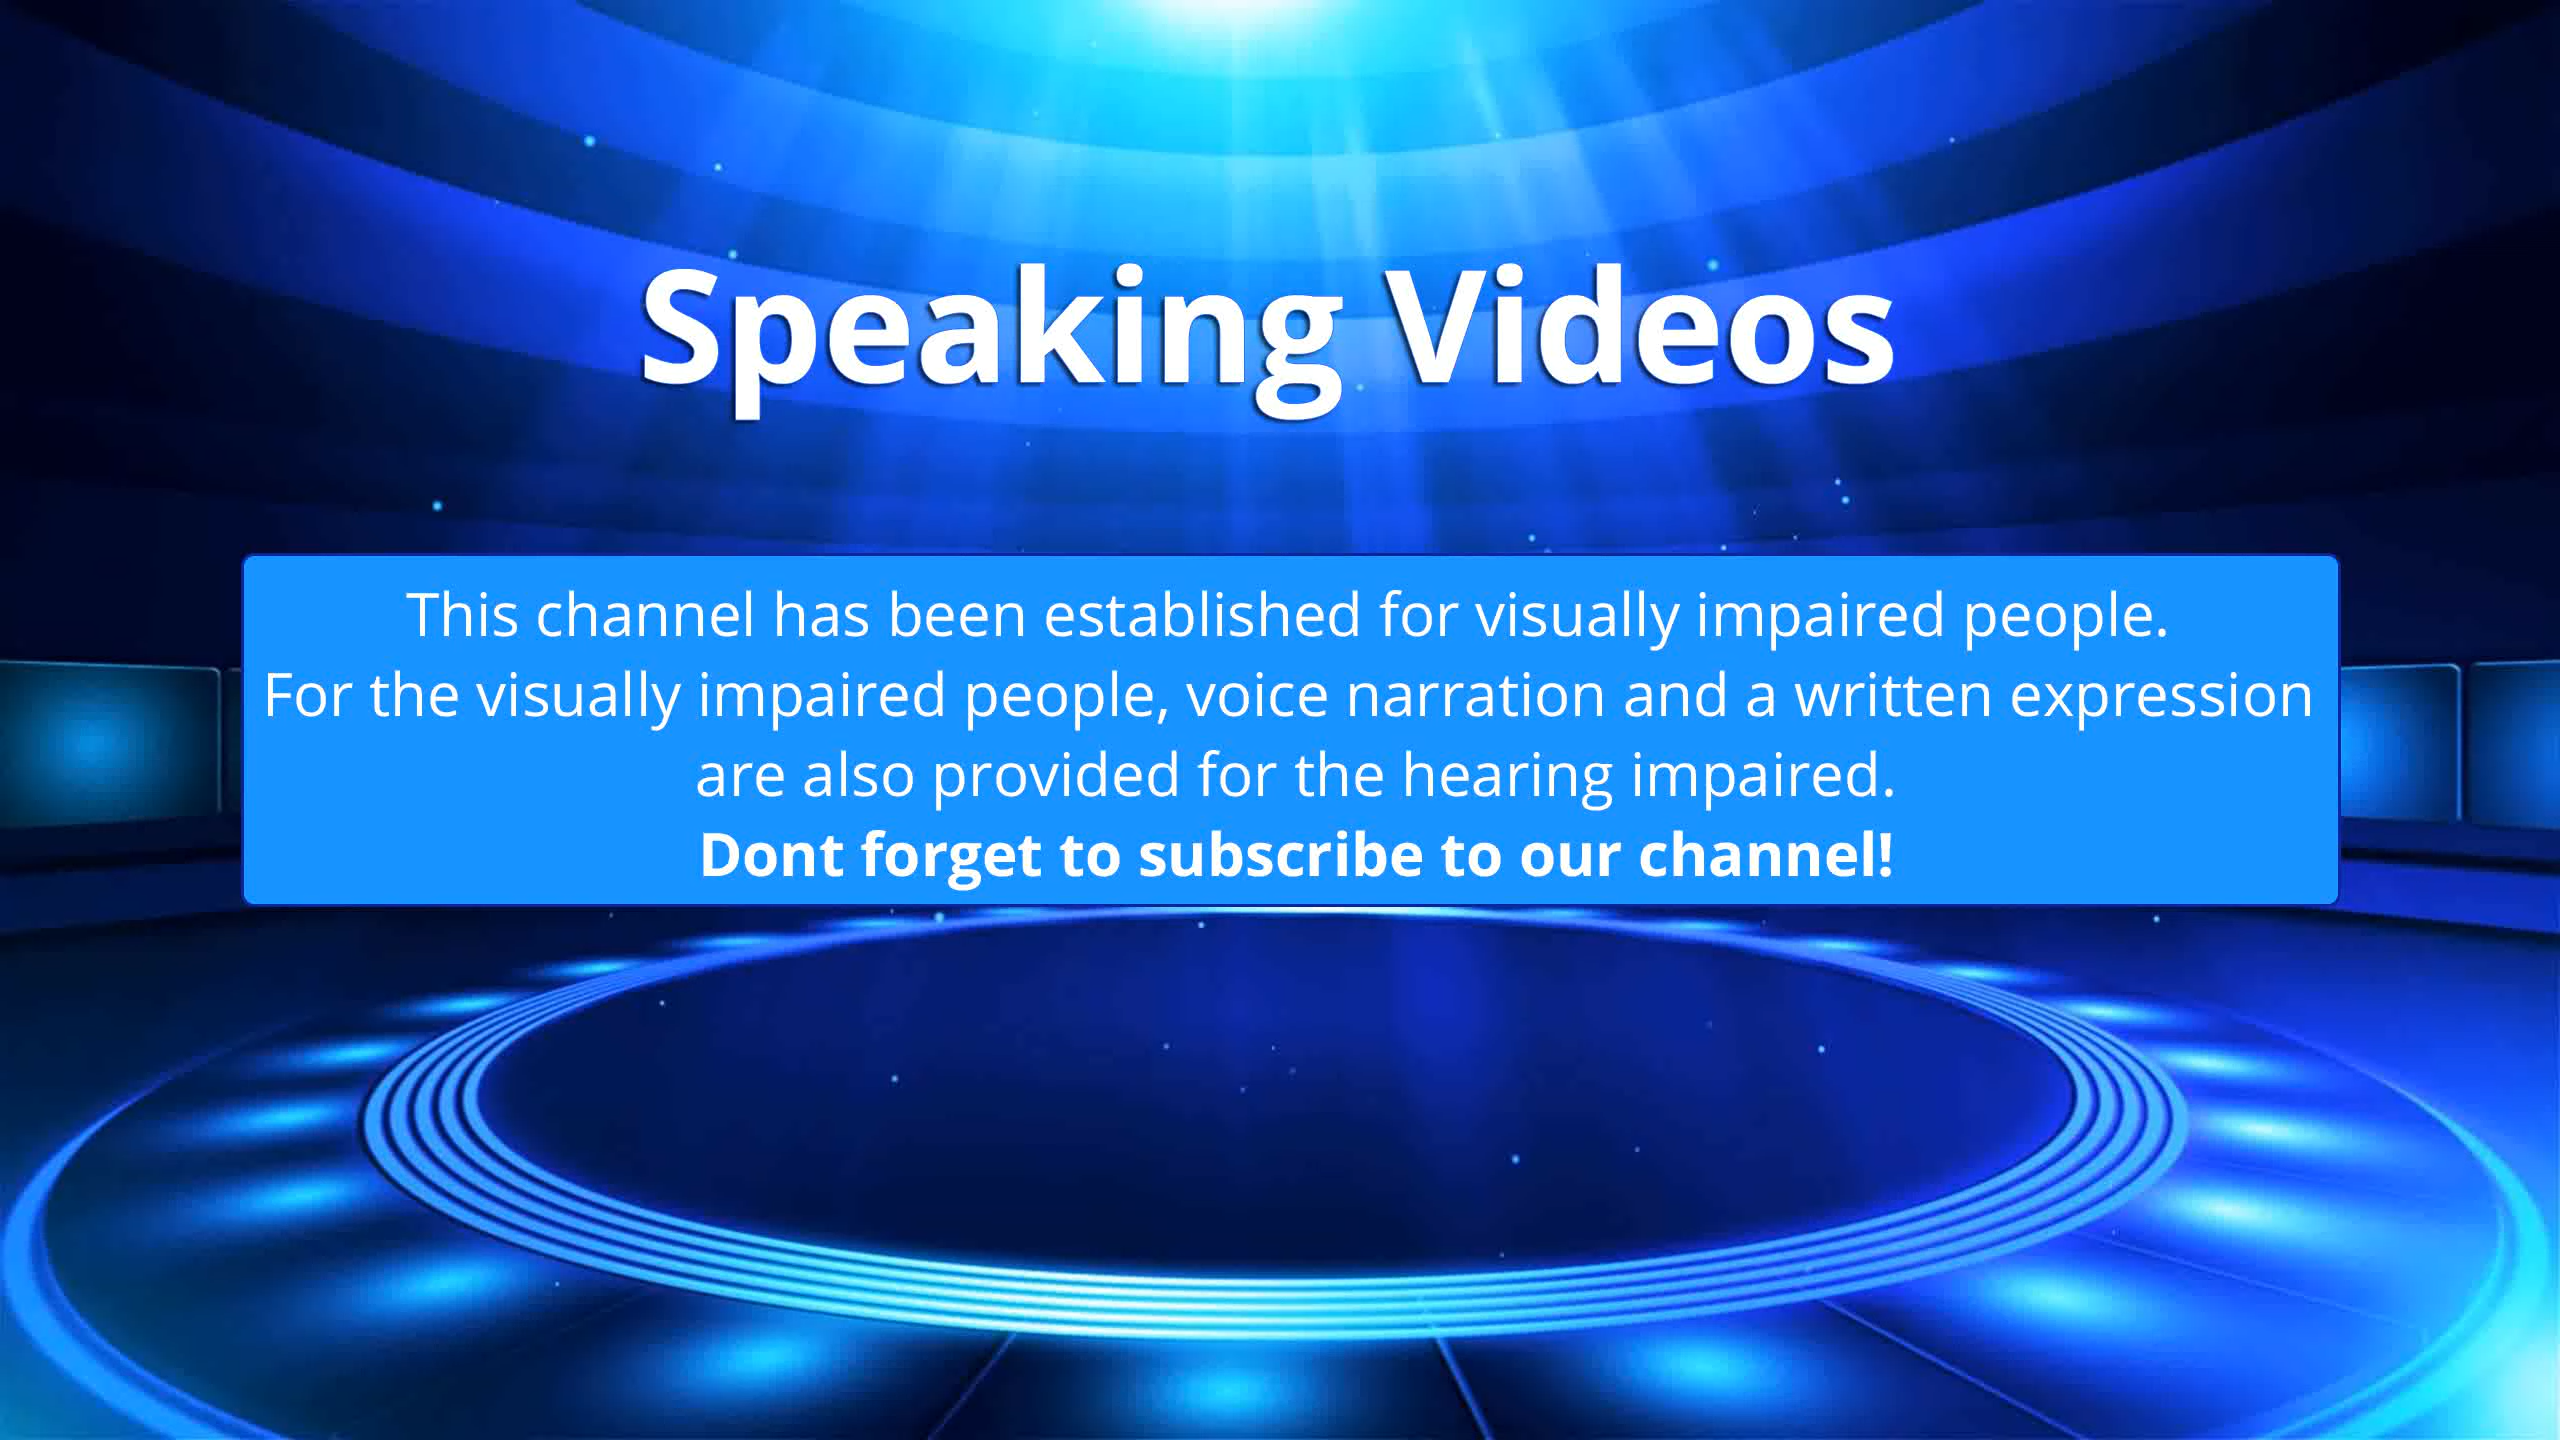 Speaking Videos
This channel has been established for visually impaired people.
For the visually impaired people, voice narration and a written expression
are also provided for the hearing impaired.
Dont forget to subscribe to our channel!